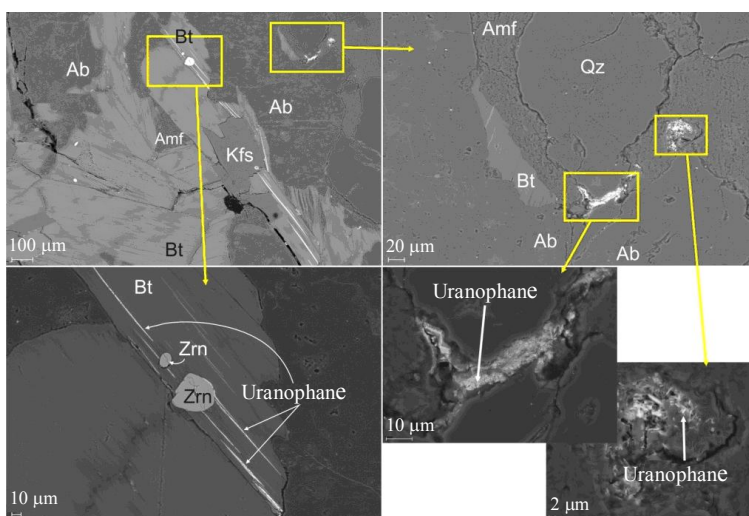 Bt
Ab
Ab
Amf
Kfs
Bt
100 μm
Amf
Qz
Bt
Ab
Ab
20 μm
Bt
Zrn
Zrn
Uranophane
10 μm
Uranophane
10 μm
Uranophane
2 μm